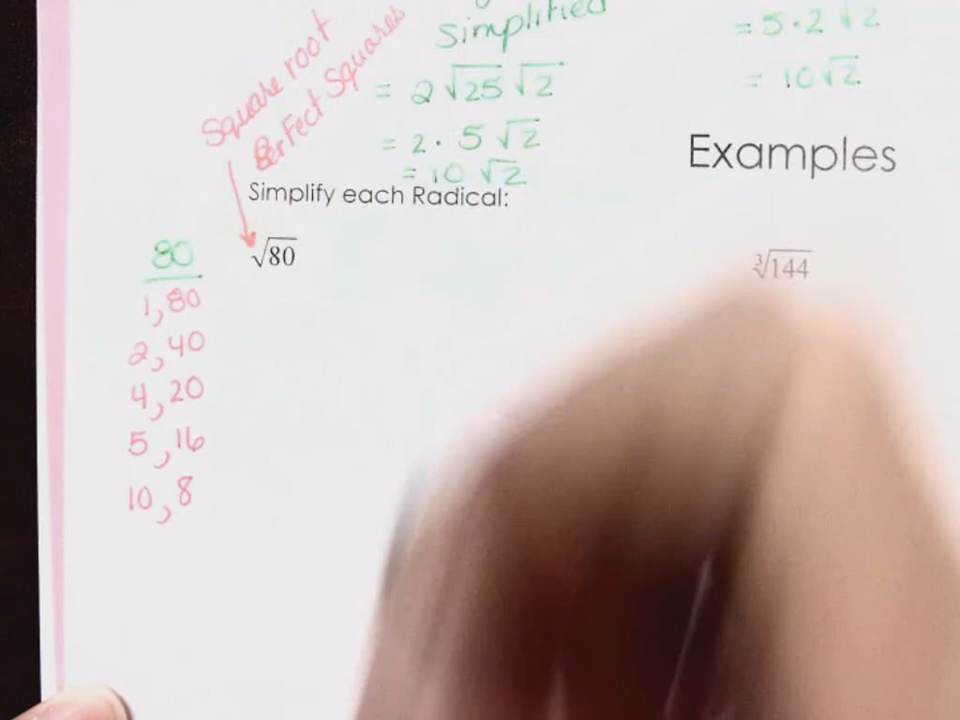 Simplified
= 2 √25 √2
= 2 · 5 √2
= 10 √2
= 5 · 2 √2
= 10 √2
Square root
Perfect Squares
Examples
Simplify each Radical:
√80
∛144
80
1, 80
2, 40
4, 20
5, 16
10, 8